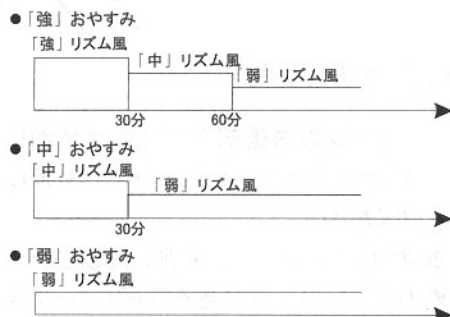 ●「強」おやすみ
「強」リズム風
「中」リズム風
「弱」リズム風
30分
60分
●「中」おやすみ
「中」リズム風
「弱」リズム風
30分
●「弱」おやすみ
「弱」リズム風